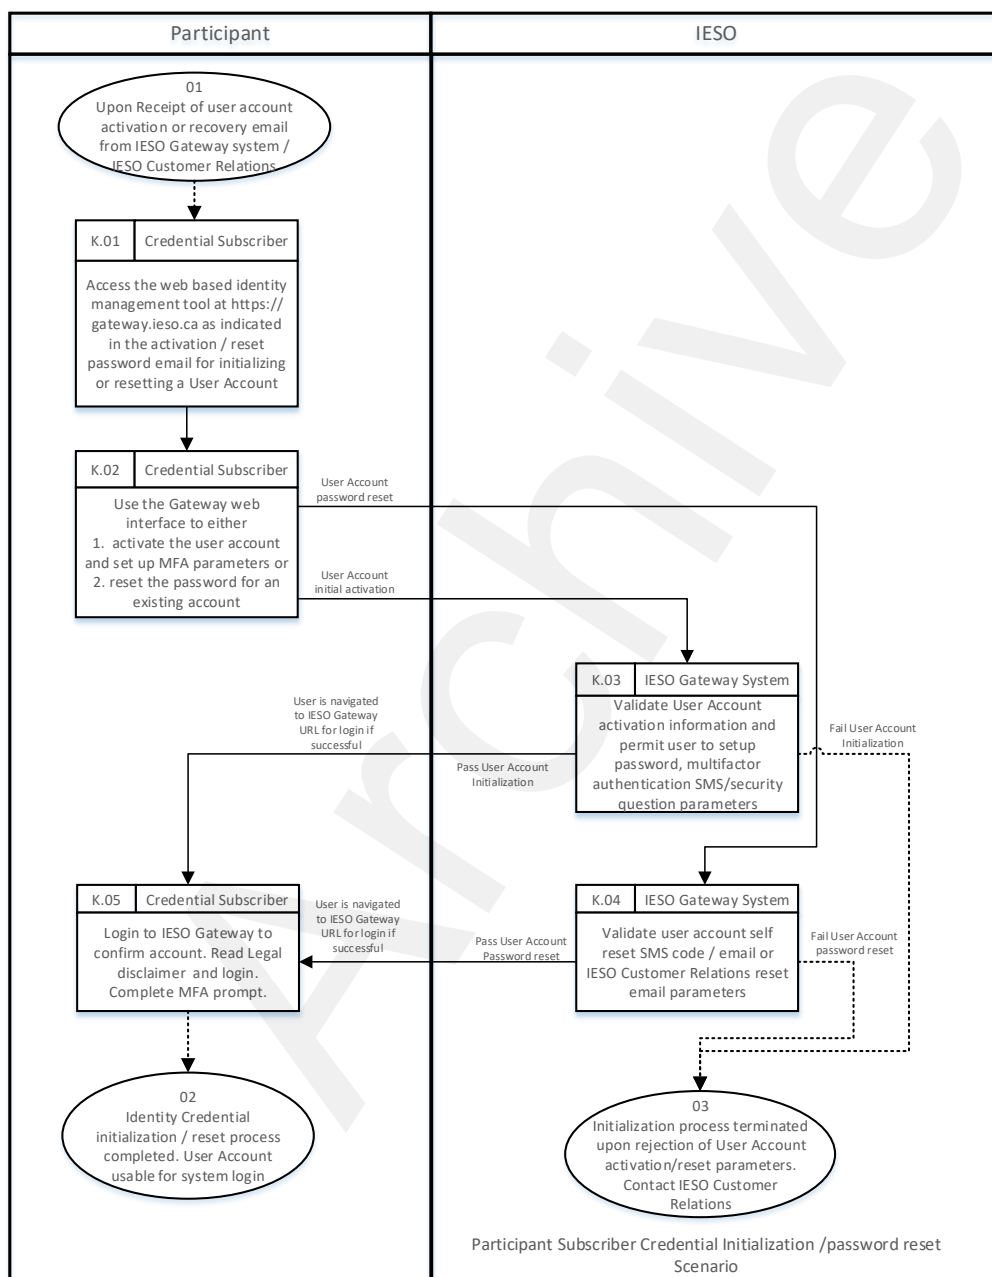 Participant
IESO
01
Upon Receipt of user account
activation or recovery email
from IESO Gateway system /
IESO Customer Relations
K.01
Credential Subscriber
Access the web based identity
management tool at https://
gateway.ieso.ca as indicated
in the activation / reset
password email for initializing
or resetting a User Account
K.02
Credential Subscriber
Use the Gateway web
interface to either
1. activate the user account
and set up MFA parameters or
2. reset the password for an
existing account
User Account
password reset
User Account
initial activation
K.03
IESO Gateway System
Validate User Account
activation information and
permit user to setup
password, multifactor
authentication SMS/security
question parameters
User is navigated
to IESO Gateway
URL for login if
successful
Pass User Account
Initialization
Fail User Account
Initialization
K.05
Credential Subscriber
Login to IESO Gateway to
confirm account. Read Legal
disclaimer and login.
Complete MFA prompt.
User is navigated
to IESO Gateway
URL for login if
successful
Pass User Account
Password reset
K.04
IESO Gateway System
Validate user account self
reset SMS code / email or
IESO Customer Relations reset
email parameters
Fail User Account
password reset
02
Identity Credential
initialization / reset process
completed. User Account
usable for system login
03
Initialization process terminated
upon rejection of User Account
activation/reset parameters.
Contact IESO Customer
Relations
Participant Subscriber Credential Initialization /password reset
Scenario
Archive